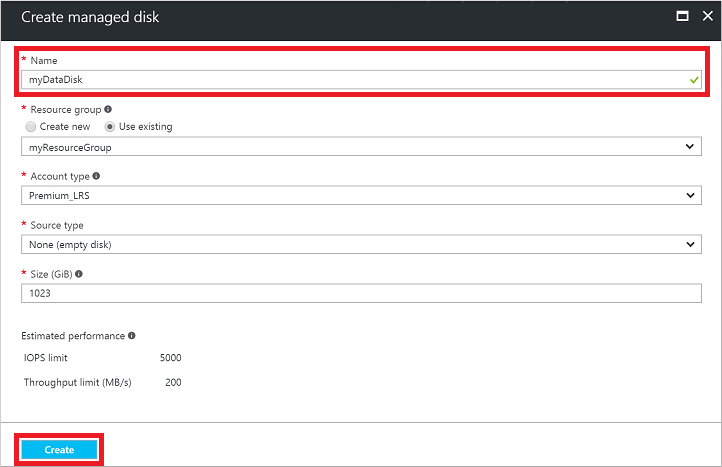 Create managed disk
* Name
myDataDisk
* Resource group
Create new Use existing
myResourceGroup
* Account type
Premium_LRS
* Source type
None (empty disk)
* Size (GiB)
1023
Estimated performance
IOPS limit 5000
Throughput limit (MB/s) 200
Create